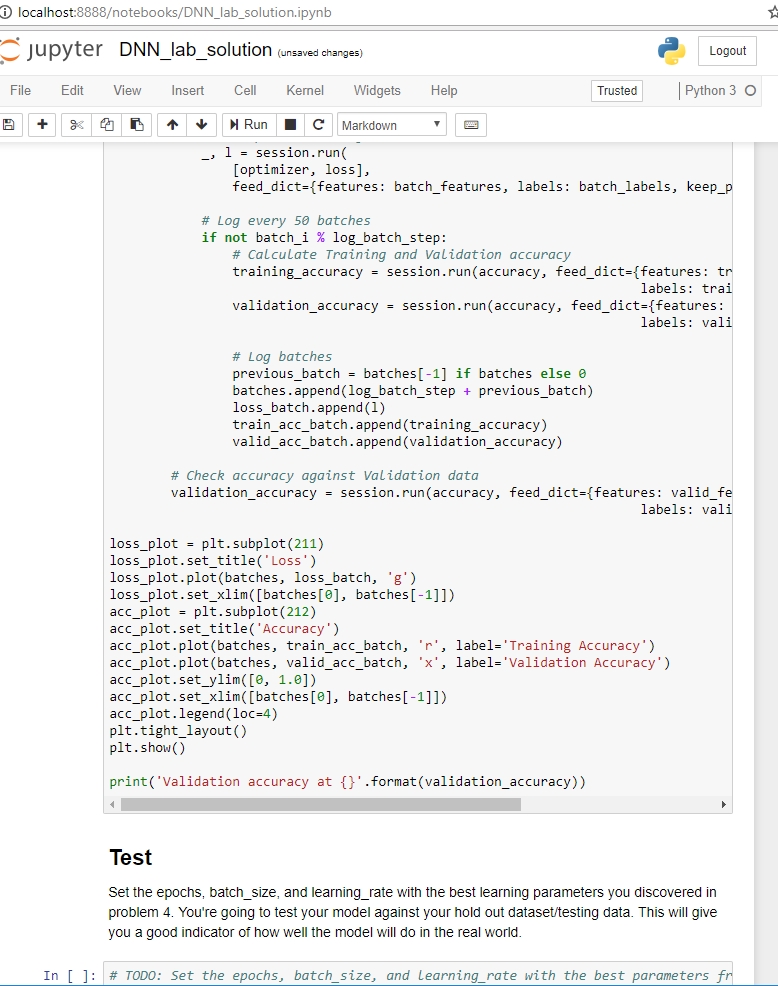 localhost:8888/notebooks/DNN_lab_solution.ipynb
jupyter DNN_lab_solution (unsaved changes)
Logout
File Edit View Insert Cell Kernel Widgets Help Trusted Python 3
Run Markdown
_, l = session.run(
[optimizer, loss],
feed_dict={features: batch_features, labels: batch_labels, keep_p
# Log every 50 batches
if not batch_i % log_batch_step:
# Calculate Training and Validation accuracy
training_accuracy = session.run(accuracy, feed_dict={features: tr
labels: trai
validation_accuracy = session.run(accuracy, feed_dict={features:
labels: vali
# Log batches
previous_batch = batches[-1] if batches else 0
batches.append(log_batch_step + previous_batch)
loss_batch.append(l)
train_acc_batch.append(training_accuracy)
valid_acc_batch.append(validation_accuracy)
# Check accuracy against Validation data
validation_accuracy = session.run(accuracy, feed_dict={features: valid_fe
labels: vali
loss_plot = plt.subplot(211)
loss_plot.set_title('Loss')
loss_plot.plot(batches, loss_batch, 'g')
loss_plot.set_xlim([batches[0], batches[-1]])
acc_plot = plt.subplot(212)
acc_plot.set_title('Accuracy')
acc_plot.plot(batches, train_acc_batch, 'r', label='Training Accuracy')
acc_plot.plot(batches, valid_acc_batch, 'x', label='Validation Accuracy')
acc_plot.set_ylim([0, 1.0])
acc_plot.set_xlim([batches[0], batches[-1]])
acc_plot.legend(loc=4)
plt.tight_layout()
plt.show()
print('Validation accuracy at {}'.format(validation_accuracy))
Test
Set the epochs, batch_size, and learning_rate with the best learning parameters you discovered in
problem 4. You're going to test your model against your hold out dataset/testing data. This will give
you a good indicator of how well the model will do in the real world.
In [ ]: # TODO: Set the epochs, batch_size, and learning_rate with the best parameters fr